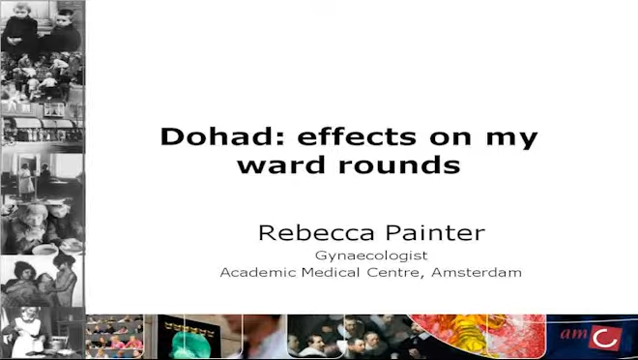 Dohad: effects on my
ward rounds
Rebecca Painter
Gynaecologist
Academic Medical Centre, Amsterdam
amc